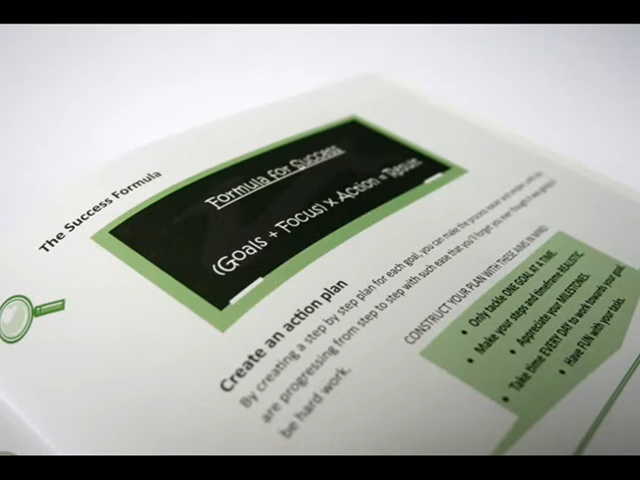 The Success Formula
Formula for Success
(Goals + Focus) x Action = Result
Create an action plan
By creating a step by step plan for each goal, you can make the process easier and
are progressing from step to step with such ease that you'll forget you ever thought it was going to
be hard work.
CONSTRUCT YOUR PLAN WITH THESE AIMS IN MIND
• Only tackle ONE GOAL AT A TIME.
• Make your steps and timeframe REALISTIC
• Appreciate your MILESTONES.
• Take time EVERY DAY to work towards your goal.
• Have FUN with your tasks.